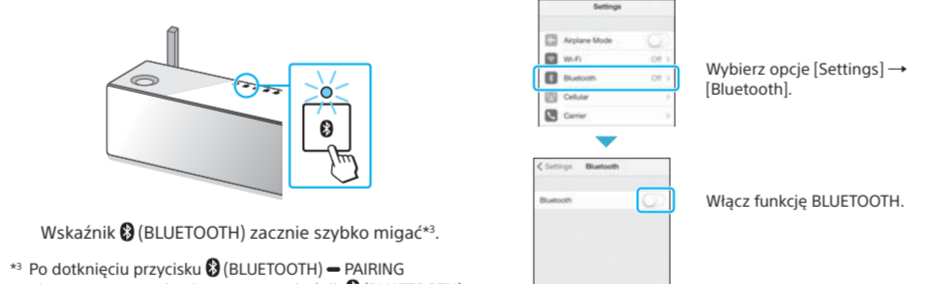 Wskaźnik (BLUETOOTH) zacznie szybko migać*3.
*3 Po dotknięciu przycisku (BLUETOOTH) – PAIRING
(BLUETOOTH)
Settings
Airplane Mode
Wi-Fi Off
Bluetooth Off
Cellular
Carrier
Wybierz opcje [Settings] →
[Bluetooth].
Settings Bluetooth
Bluetooth
Włącz funkcję BLUETOOTH.